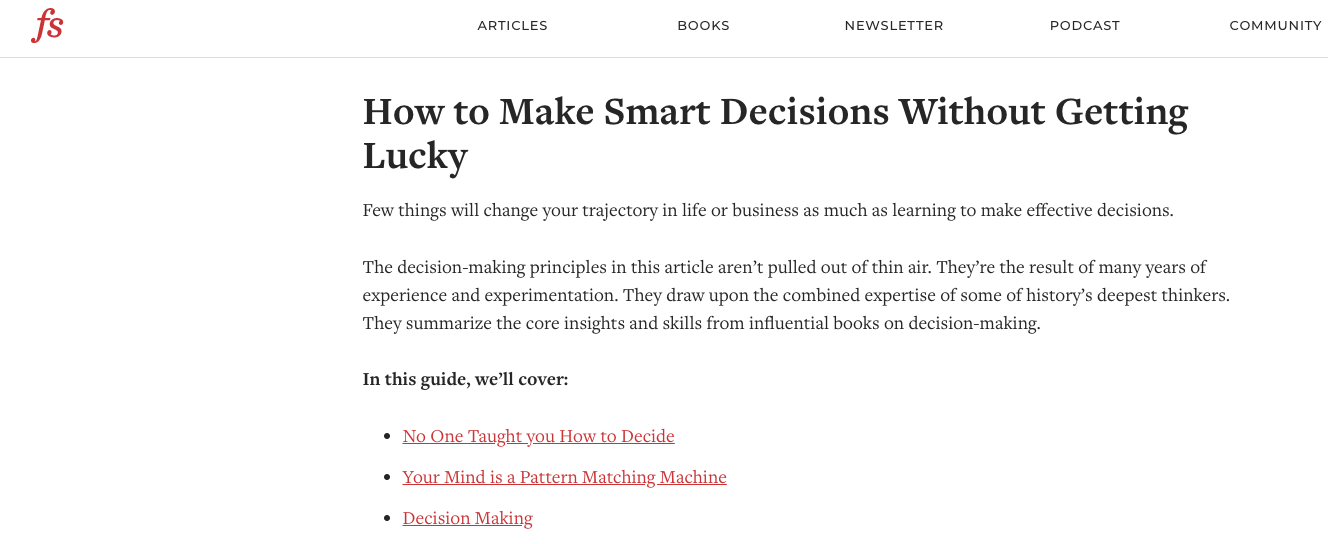 fs
ARTICLES BOOKS NEWSLETTER PODCAST COMMUNITY
How to Make Smart Decisions Without Getting
Lucky
Few things will change your trajectory in life or business as much as learning to make effective decisions.
The decision-making principles in this article aren’t pulled out of thin air. They’re the result of many years of
experience and experimentation. They draw upon the combined expertise of some of history’s deepest thinkers.
They summarize the core insights and skills from influential books on decision-making.
In this guide, we’ll cover:
No One Taught you How to Decide
Your Mind is a Pattern Matching Machine
Decision Making